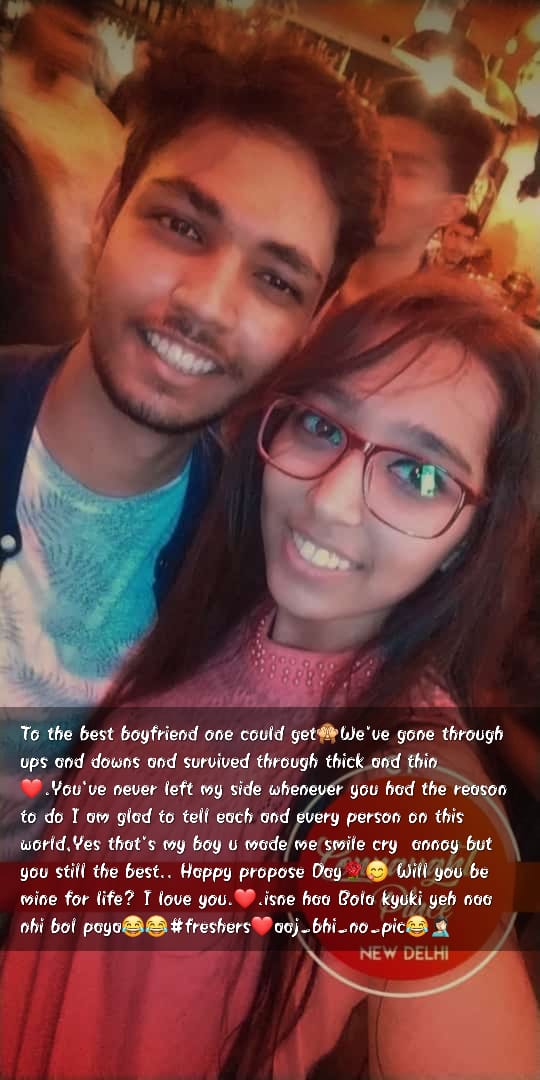 To the best boyfriend one could get🙈We've gone through
ups and downs and survived through thick and thin
❤️.You've never left my side whenever you had the reason
to do I am glad to tell each and every person on this
world,Yes that's my boy u made me smile cry annoy but
you still the best.. Happy propose Day🌹😋 Will you be
mine for life? I love you.❤️.isne haa Bola kyuki yeh naa
nhi bol paya😂😂#freshers❤️aaj_bhi_no_pic😂🤦🏻‍♂️
NEW DELHI